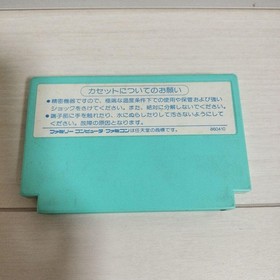 カセットについてのお願い
●精密機器ですので、極端な温度条件下での使用や保管および強い
ショックをさけてください。また、絶対に分解しないでください。
●端子部に手を触れたり、水にぬらしたりして汚さないようにして
ください。故障の原因となります。
ファミリー コンピュータ ファミコンは任天堂の商標です。